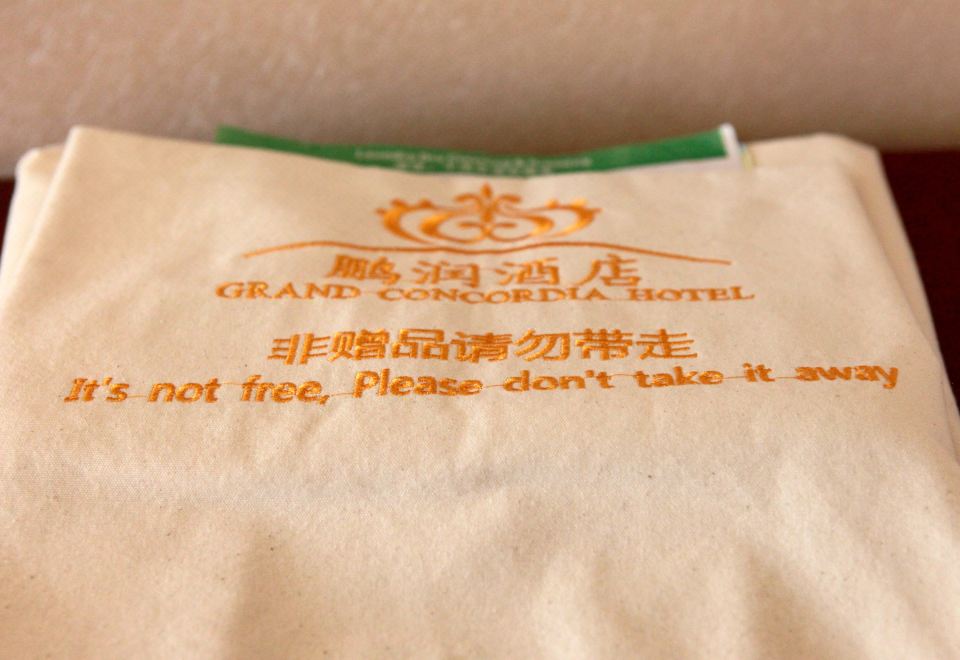 鹏润酒店
GRAND CONCORDIA HOTEL
非赠品请勿带走
It's not free, Please don't take it away